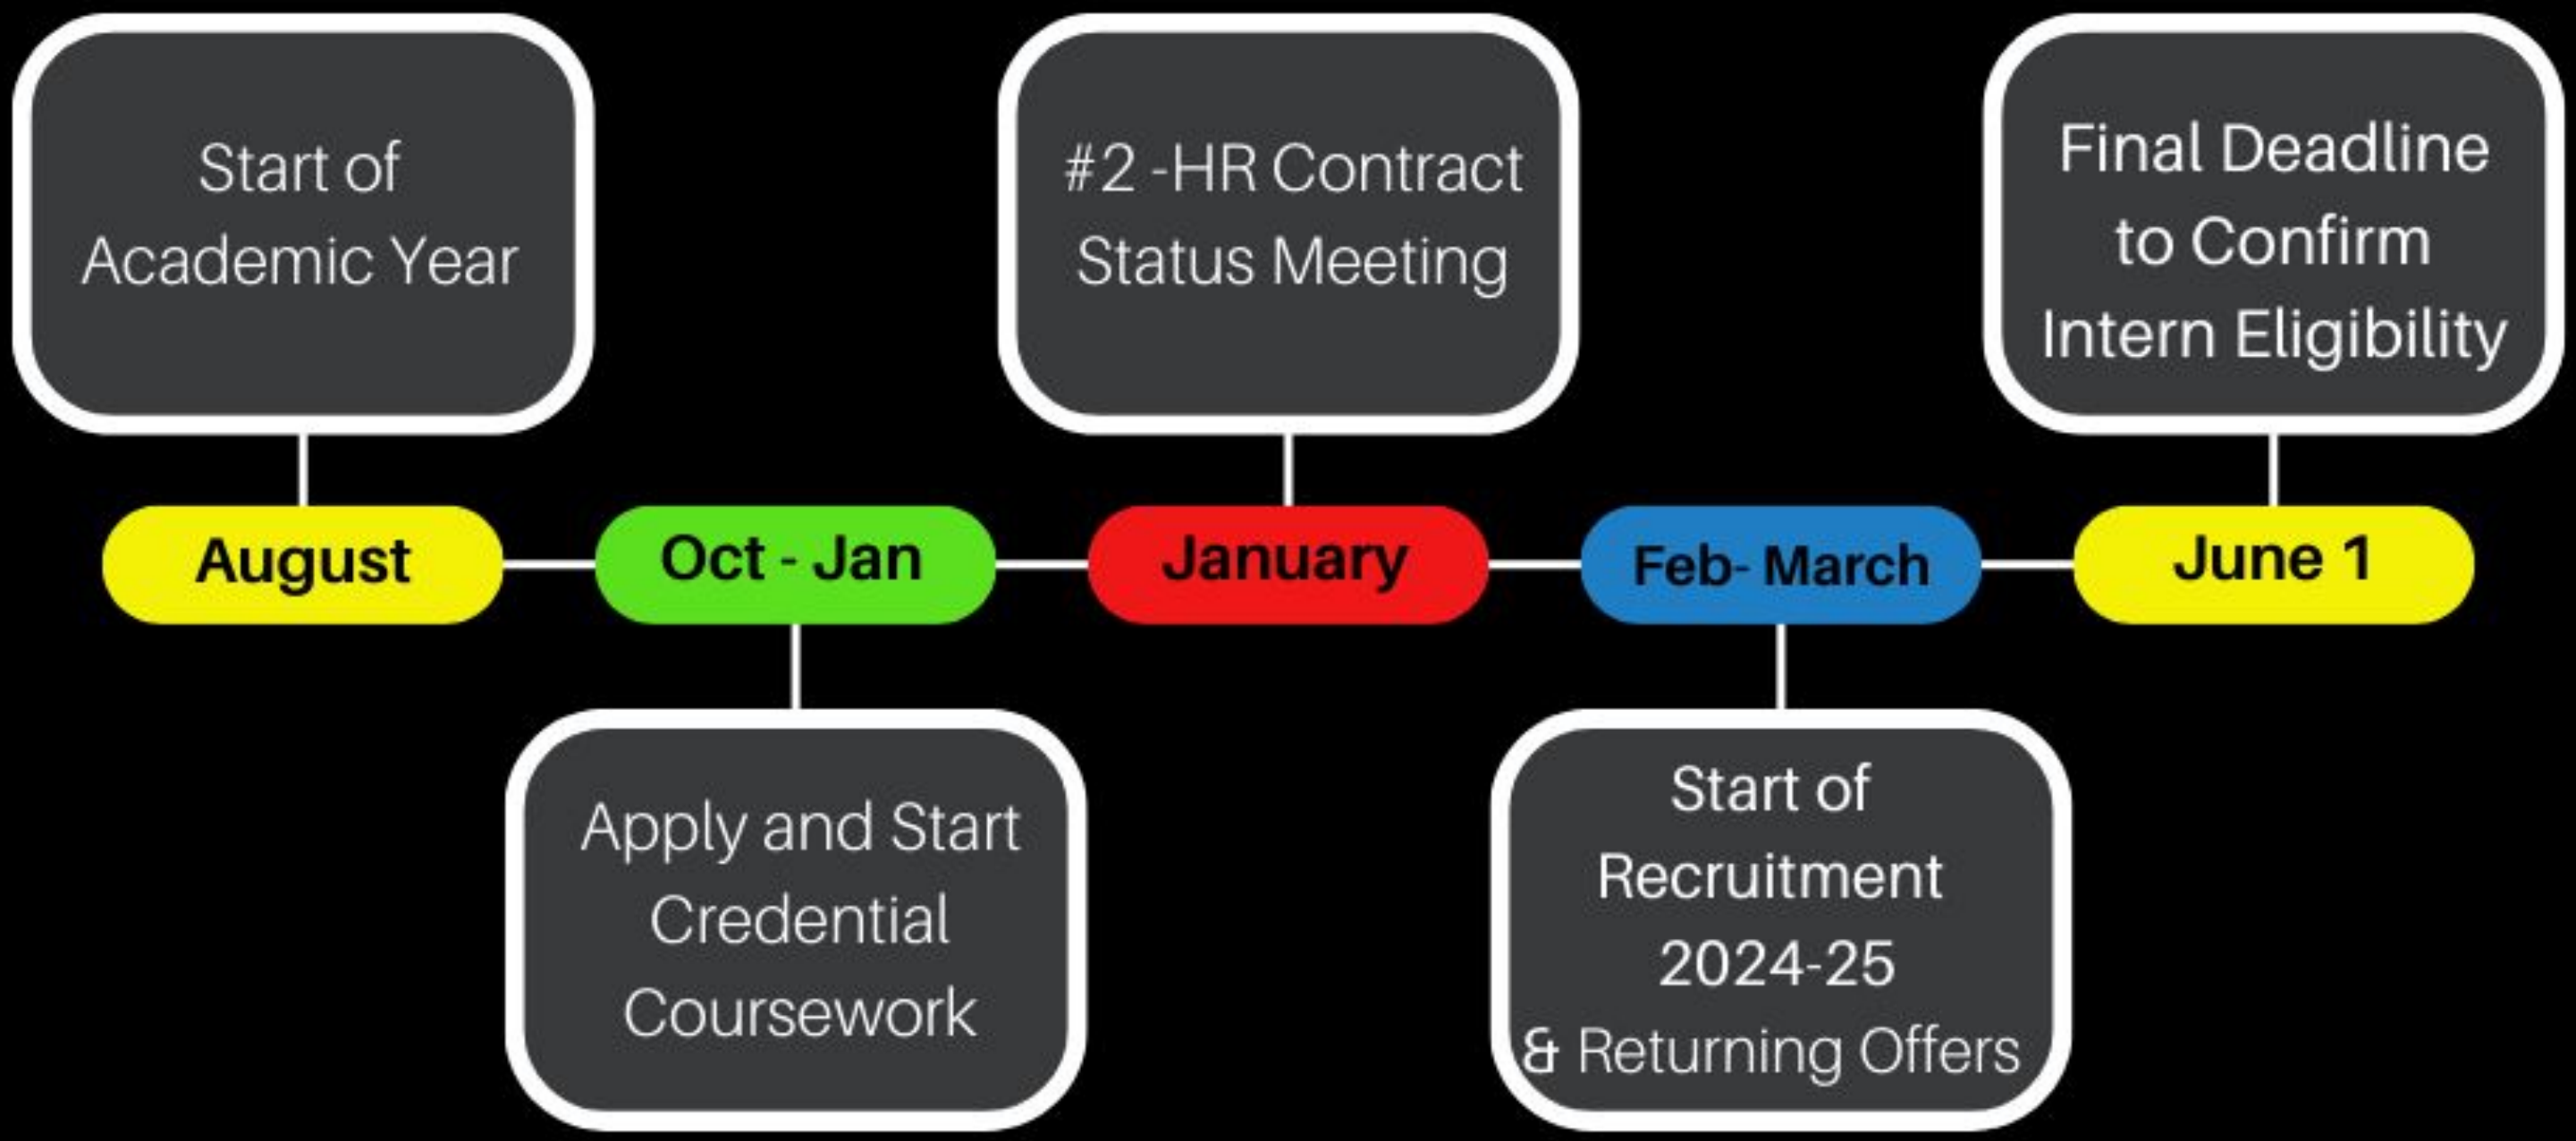 Start of
Academic Year
#2 -HR Contract
Status Meeting
Final Deadline
to Confirm
Intern Eligibility
August
Oct - Jan
January
Feb- March
June 1
Apply and Start
Credential
Coursework
Start of
Recruitment
2024-25
& Returning Offers